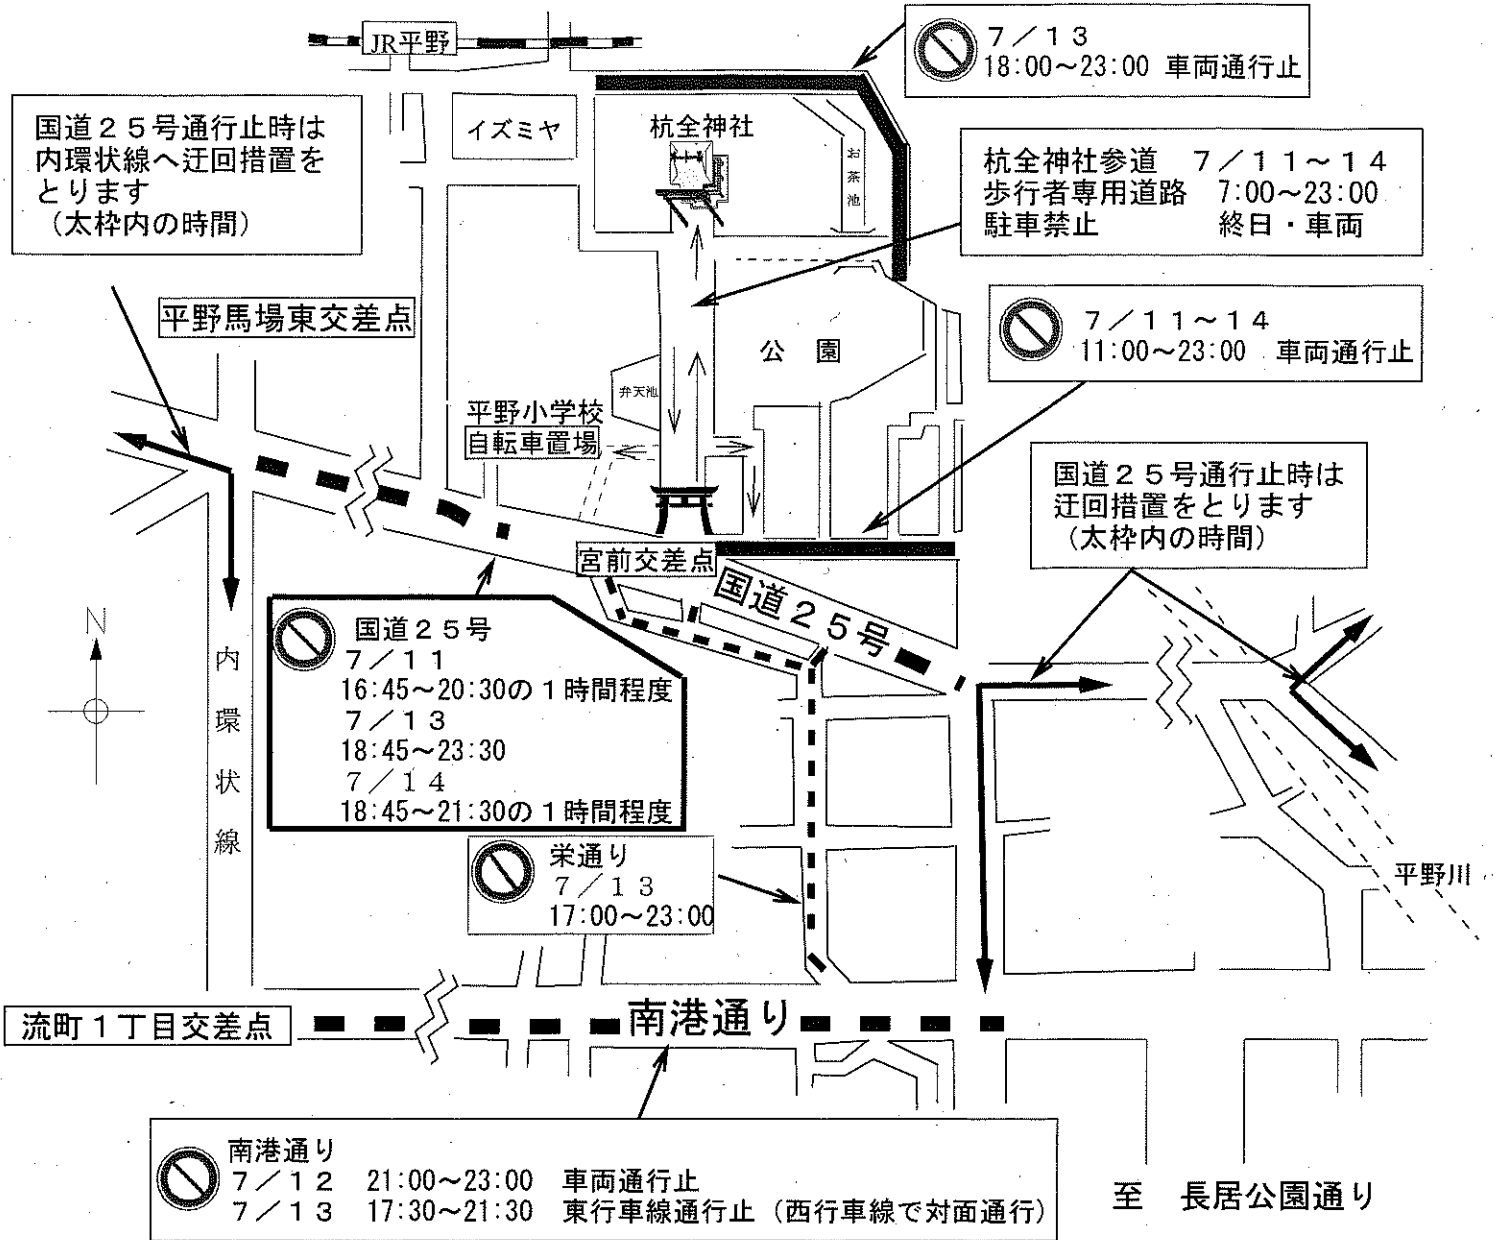 JR平野
7／13
18:00～23:00 車両通行止
国道２５号通行止時は
内環状線へ迂回措置を
とります
（太枠内の時間）
イズミヤ
杭全神社
お茶池
杭全神社参道 7／11～14
歩行者専用道路 7:00～23:00
駐車禁止 終日・車両
平野馬場東交差点
7／11～14
11:00～23:00 車両通行止
公園
弁天池
平野小学校
自転車置場
国道２５号通行止時は
迂回措置をとります
（太枠内の時間）
宮前交差点
国道２５号
N
国道２５号
7／11
16:45～20:30の１時間程度
7／13
18:45～23:30
7／14
18:45～21:30の１時間程度
内環状線
栄通り
7／13
17:00～23:00
平野川
流町１丁目交差点
南港通り
南港通り
7／12 21:00～23:00 車両通行止
7／13 17:30～21:30 東行車線通行止（西行車線で対面通行）
至 長居公園通り